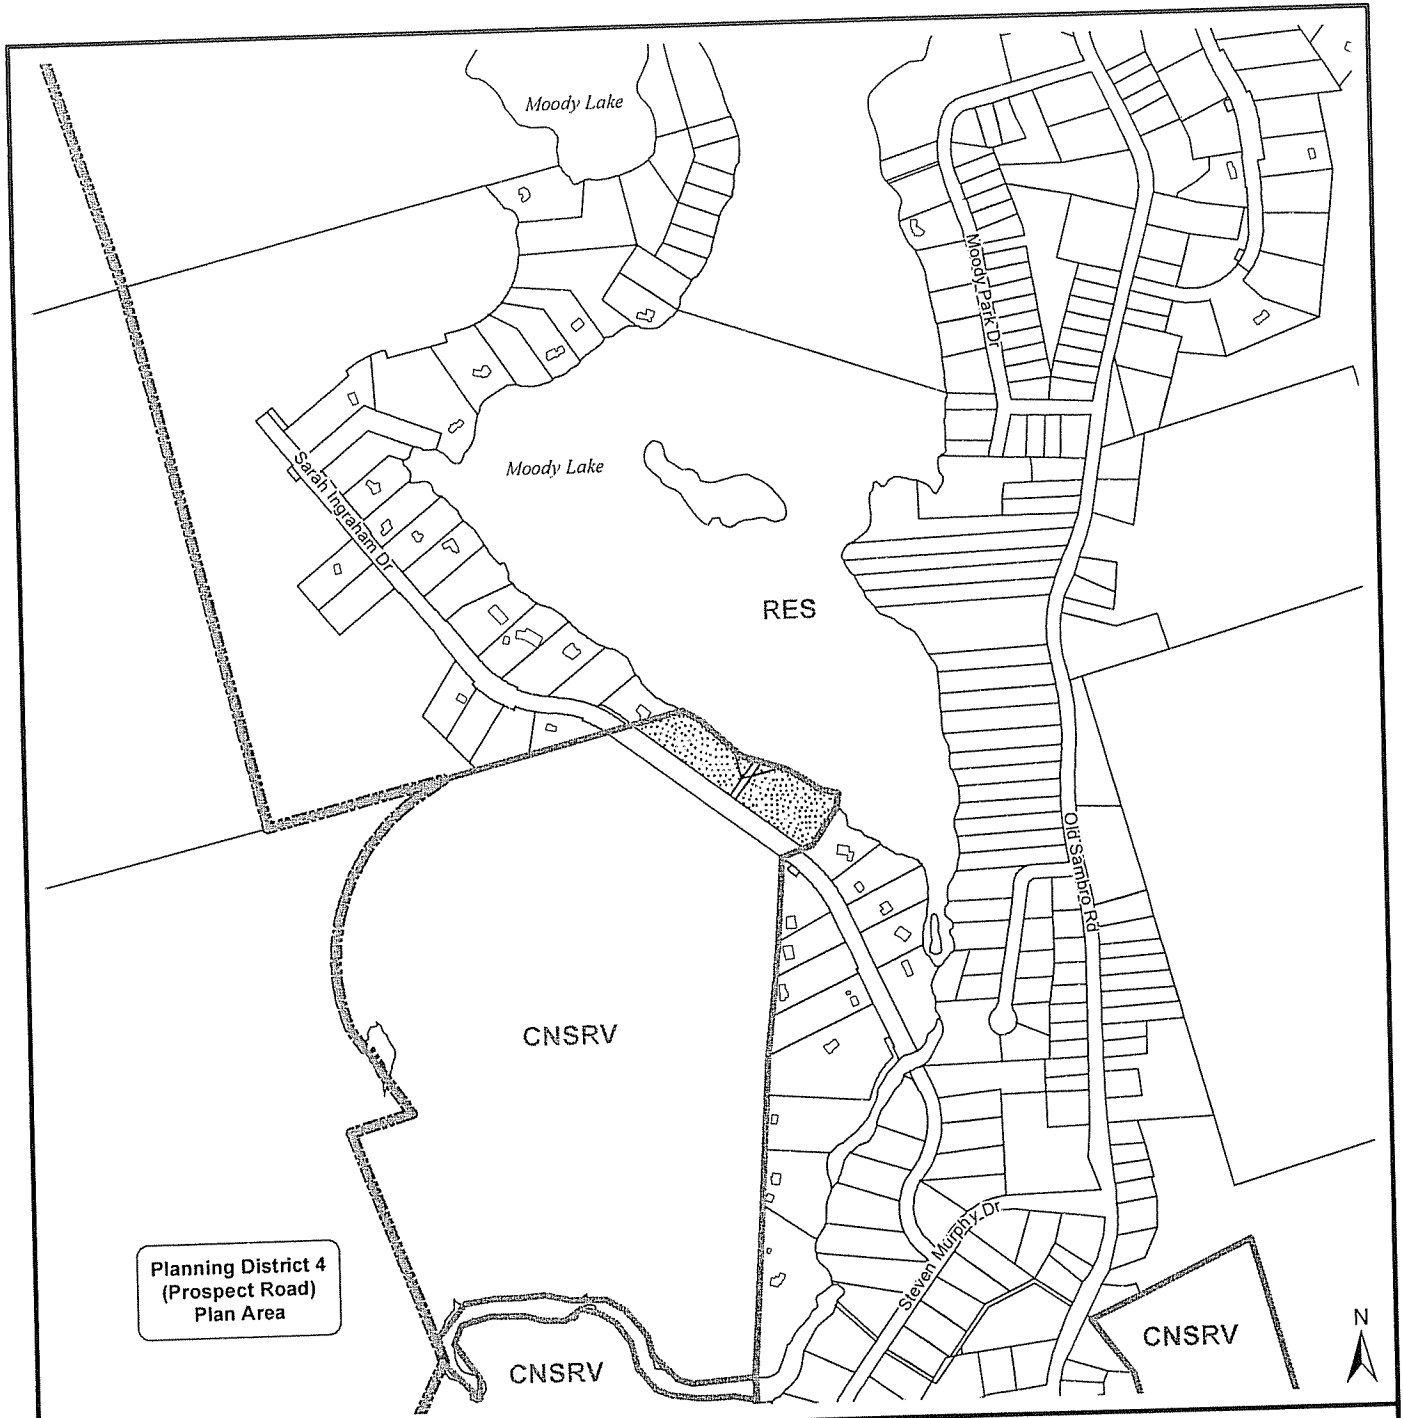 Moody Lake
Moody Park Dr
Sarah Ingraham Dr
Moody Lake
RES
Old Sambro Rd
CNSRV
Steven Murphy Dr
Planning District 4
(Prospect Road)
Plan Area
CNSRV
CNSRV
N